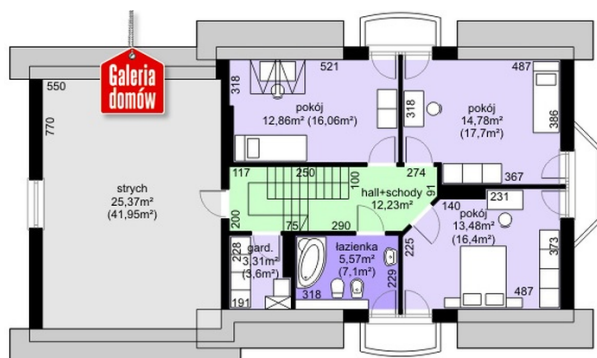 Galeria
domów
550
770
strych
25,37m²
(41,95m²)
318
521
pokój
12,86m² (16,06m²)
487
318
pokój
14,78m²
(17,7m²)
386
367
117
250
100
274
91
hall+schody
12,23m²
200
75
290
140
231
pokój
13,48m²
(16,4m²)
373
225
487
gard.
3,31m²
(3,6m²)
228
191
łazienka
5,57m²
(7,1m²)
229
318